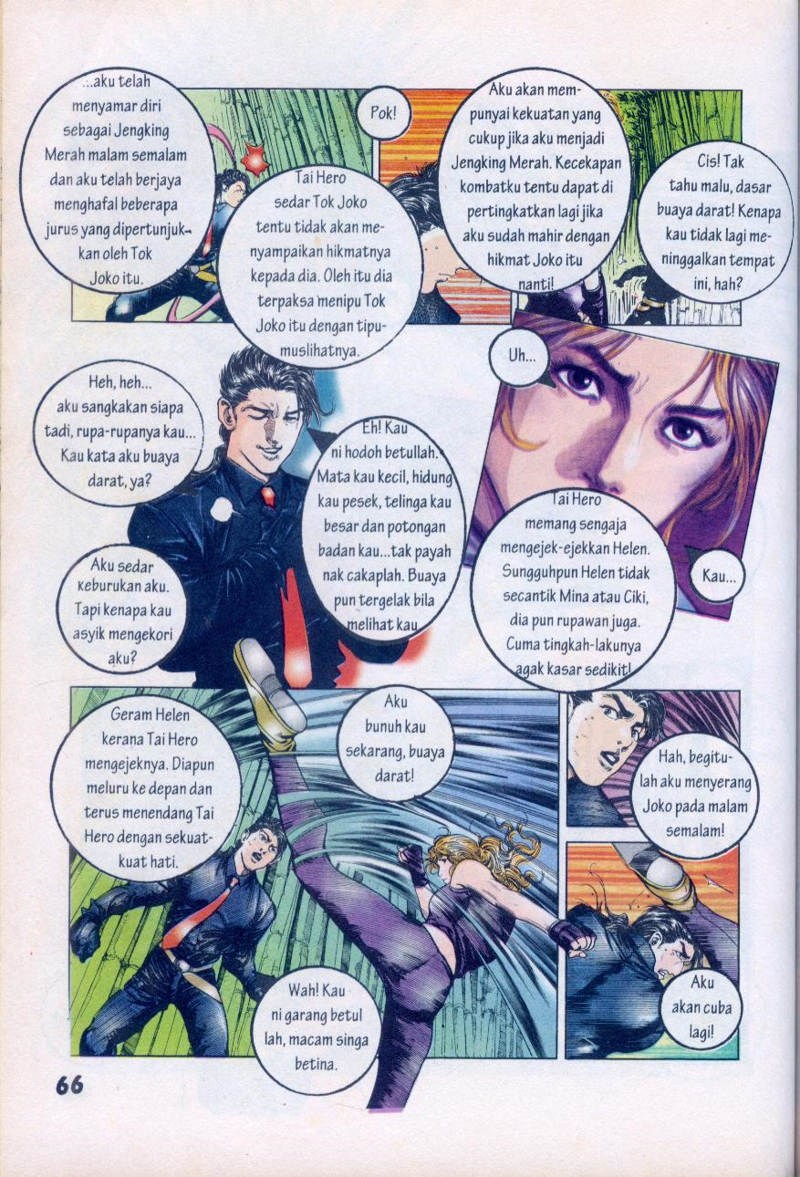 ...aku telah
menyamar diri
sebagai Jengking
Merah malam semalam
dan aku telah berjaya
menghafal beberapa
jurus yang dipertunjuk-
kan oleh Tok
Joko itu.
Tai Hero
sedar Tok Joko
tentu tidak akan me-
nyampaikan hikmatnya
kepada dia. Oleh itu dia
terpaksa menipu Tok
Joko itu dengan tipu-
muslihatnya.
Pok!
Aku akan mem-
punyai kekuatan yang
cukup jika aku menjadi
Jengking Merah. Kecekapan
kombatku tentu dapat di
pertingkatkan lagi jika
aku sudah mahir dengan
hikmat Joko itu
nanti!
Cis! Tak
tahu malu, dasar
buaya darat! Kenapa
kau tidak lagi me-
ninggalkan tempat
ini, hah?
Heh, heh...
aku sangkakan siapa
tadi, rupa-rupanya kau...
Kau kata aku buaya
darat, ya?
Eh! Kau
ni hodoh betullah.
Mata kau kecil, hidung
kau pesek, telinga kau
besar dan potongan
badan kau...tak payah
nak cakaplah. Buaya
pun tergelak bila
melihat kau
Aku sedar
keburukan aku.
Tapi kenapa kau
asyik mengekori
aku?
Uh...
Tai Hero
memang sengaja
mengejek-ejekkan Helen.
Sungguhpun Helen tidak
secantik Mina atau Ciki,
dia pun rupawan juga.
Cuma tingkah-lakunya
agak kasar sedikit!
Kau...
Geram Helen
kerana Tai Hero
mengejeknya. Diapun
meluru ke depan dan
terus menendang Tai
Hero dengan sekuat-
kuat hati.
Aku
bunuh kau
sekarang, buaya
darat!
Wah! Kau
ni garang betul
lah, macam singa
betina.
Hah, begitu-
lah aku menyerang
Joko pada malam
semalam!
Aku
akan cuba
lagi!
66